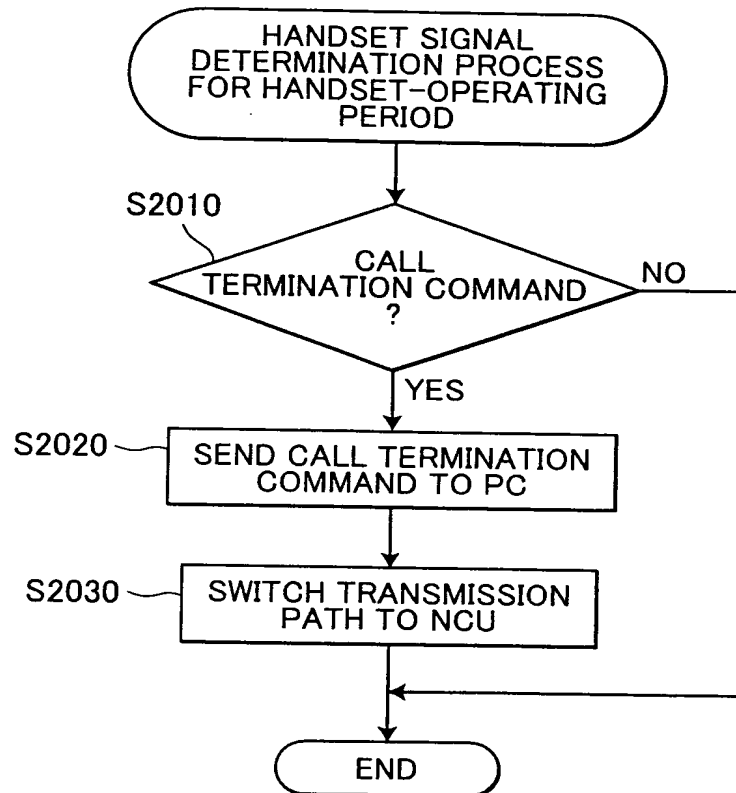 HANDSET SIGNAL
DETERMINATION PROCESS
FOR HANDSET-OPERATING
PERIOD
S2010
CALL
TERMINATION COMMAND
?
NO
YES
S2020
SEND CALL TERMINATION
COMMAND TO PC
S2030
SWITCH TRANSMISSION
PATH TO NCU
END